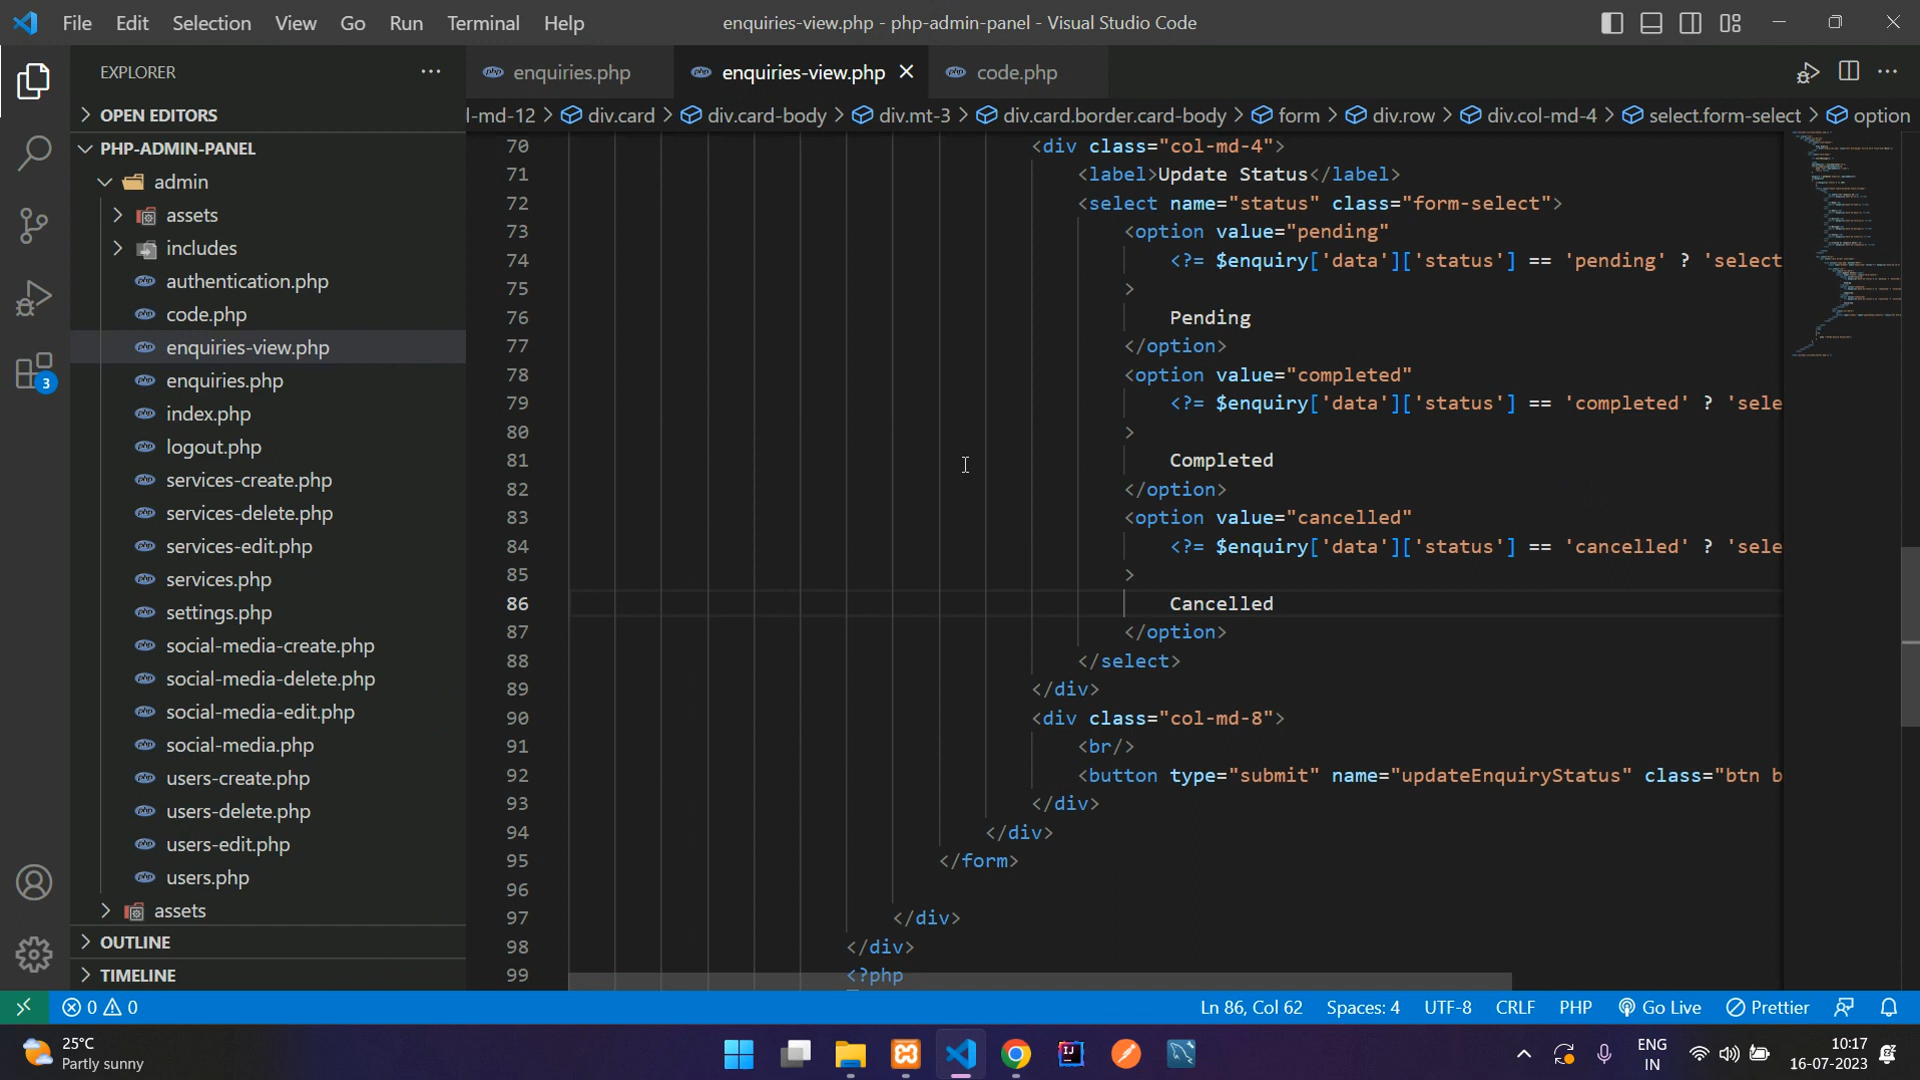 File Edit Selection View Go Run Terminal Help
enquiries-view.php - php-admin-panel - Visual Studio Code
EXPLORER
enquiries.php
enquiries-view.php
code.php
OPEN EDITORS
l-md-12 > div.card > div.card-body > div.mt-3 > div.card.border.card-body > form > div.row > div.col-md-4 > select.form-select > option
PHP-ADMIN-PANEL
admin
assets
includes
authentication.php
code.php
enquiries-view.php
enquiries.php
index.php
logout.php
services-create.php
services-delete.php
services-edit.php
services.php
settings.php
social-media-create.php
social-media-delete.php
social-media-edit.php
social-media.php
users-create.php
users-delete.php
users-edit.php
users.php
assets
OUTLINE
TIMELINE
3
70 <div class="col-md-4">
71 <label>Update Status</label>
72 <select name="status" class="form-select">
73 <option value="pending"
74 <?= $enquiry['data']['status'] == 'pending' ? 'select
75 >
76 Pending
77 </option>
78 <option value="completed"
79 <?= $enquiry['data']['status'] == 'completed' ? 'sele
80 >
81 Completed
82 </option>
83 <option value="cancelled"
84 <?= $enquiry['data']['status'] == 'cancelled' ? 'sele
85 >
86 Cancelled
87 </option>
88 </select>
89 </div>
90 <div class="col-md-8">
91 <br/>
92 <button type="submit" name="updateEnquiryStatus" class="btn b
93 </div>
94 </div>
95 </form>
96
97 </div>
98 </div>
99 <?php
0 0
Ln 86, Col 62 Spaces: 4 UTF-8 CRLF PHP Go Live Prettier
25°C
Partly sunny
ENG
IN
10:17
16-07-2023